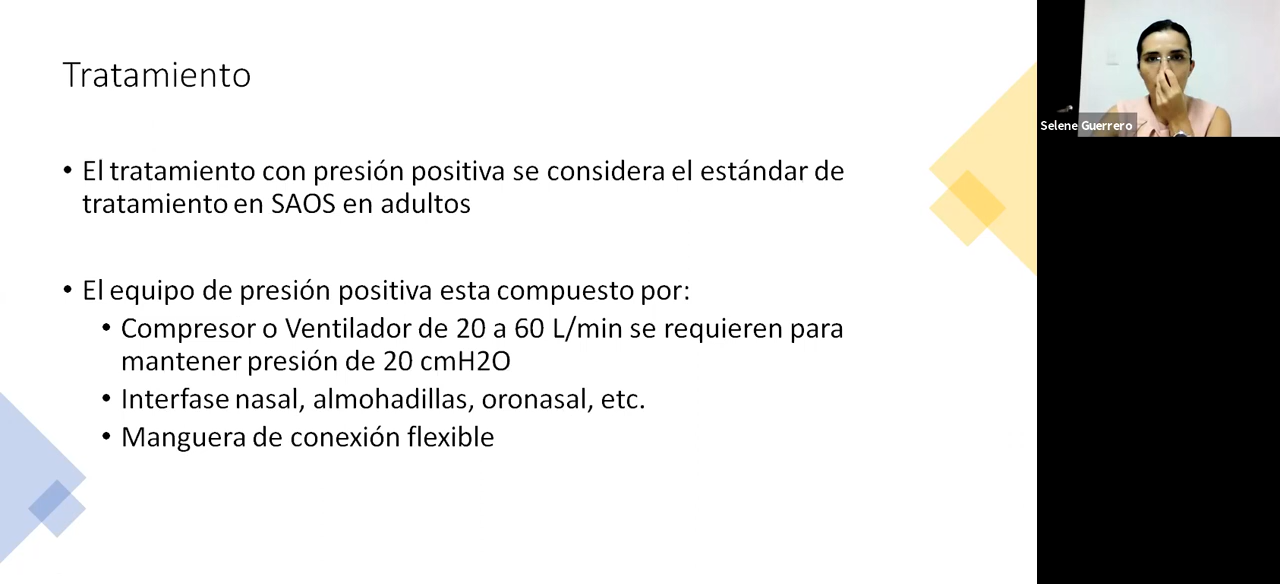 Tratamiento
• El tratamiento con presión positiva se considera el estándar de
tratamiento en SAOS en adultos
• El equipo de presión positiva esta compuesto por:
• Compresor o Ventilador de 20 a 60 L/min se requieren para
mantener presión de 20 cmH2O
• Interfase nasal, almohadillas, oronasal, etc.
• Manguera de conexión flexible
Selene Guerrero